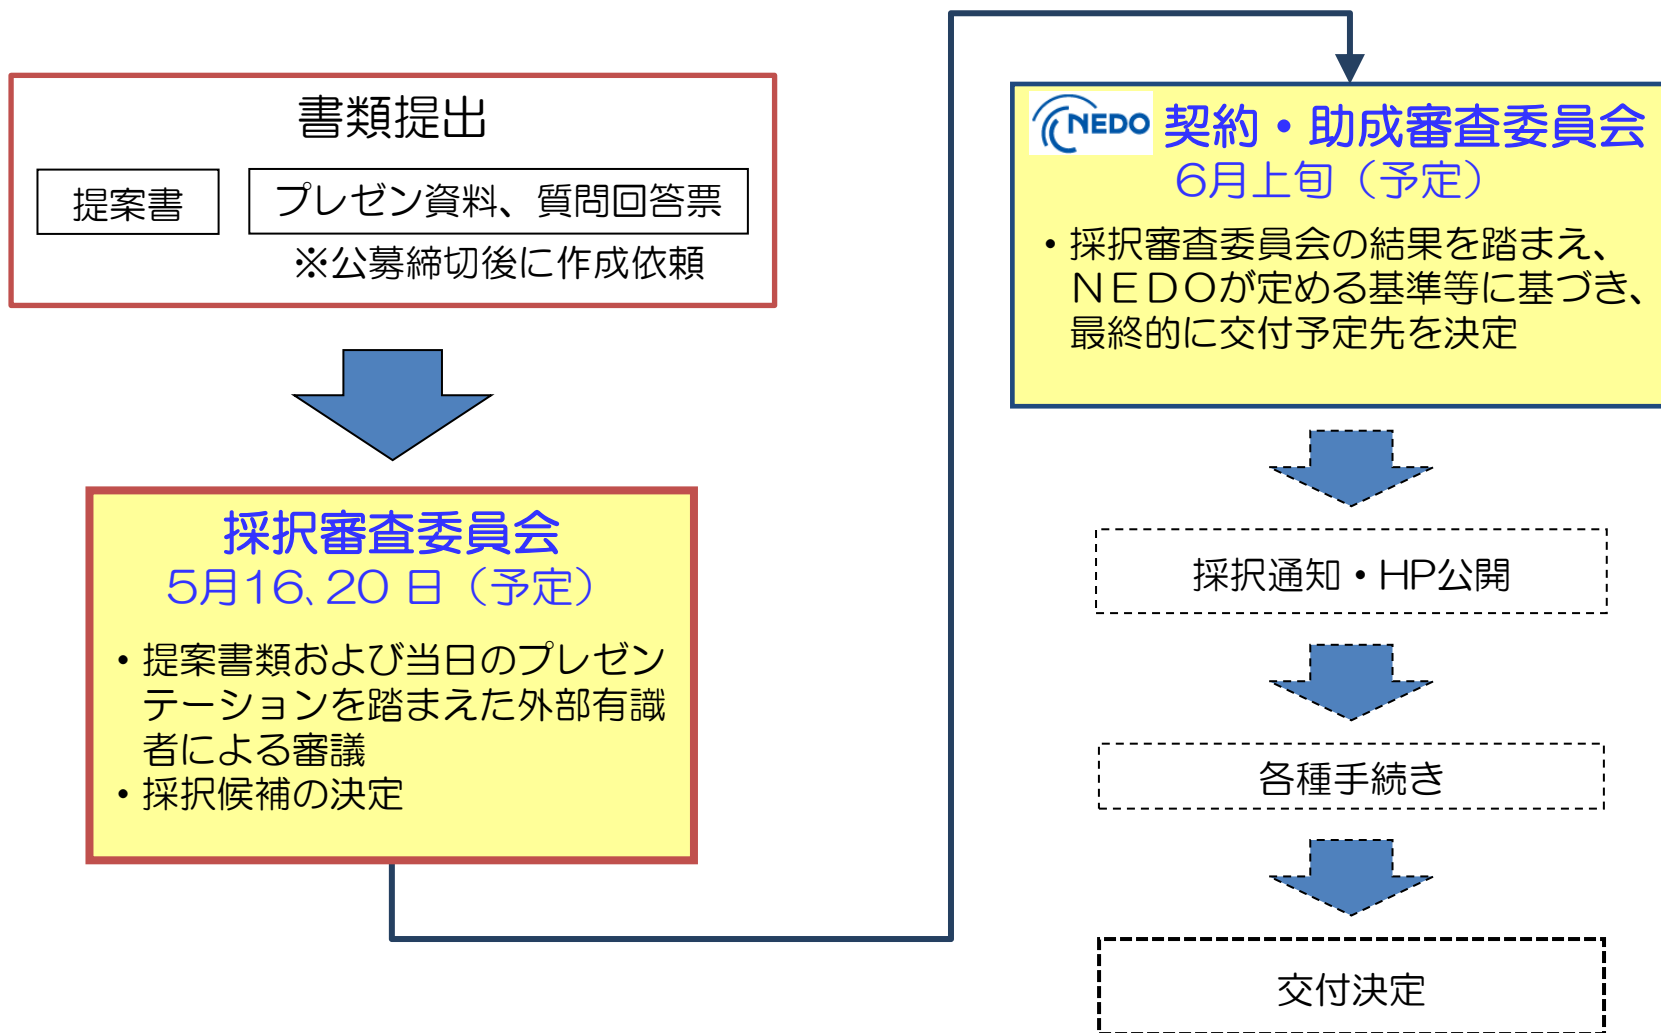 書類提出
提案書
プレゼン資料、質問回答票
※公募締切後に作成依頼
採択審査委員会
5月16、20 日（予定）
・提案書類および当日のプレゼン
テーションを踏まえた外部有識
者による審議
・採択候補の決定
NEDO 契約・助成審査委員会
6月上旬（予定）
・採択審査委員会の結果を踏まえ、
ＮＥＤＯが定める基準等に基づき、
最終的に交付予定先を決定
採択通知・HP公開
各種手続き
交付決定